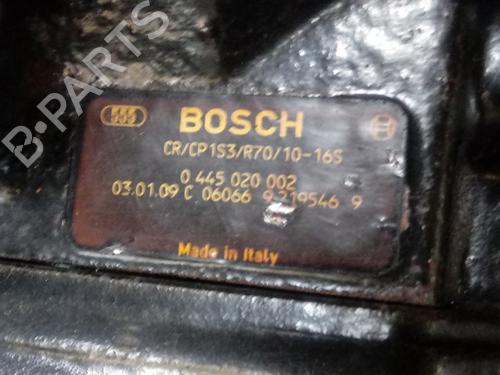 B-PARTS
555 BOSCH
CR/CP1S3/R70/10-16S
0 445 020 002
03.01.09 C 06066 9 219546 9
Made in Italy